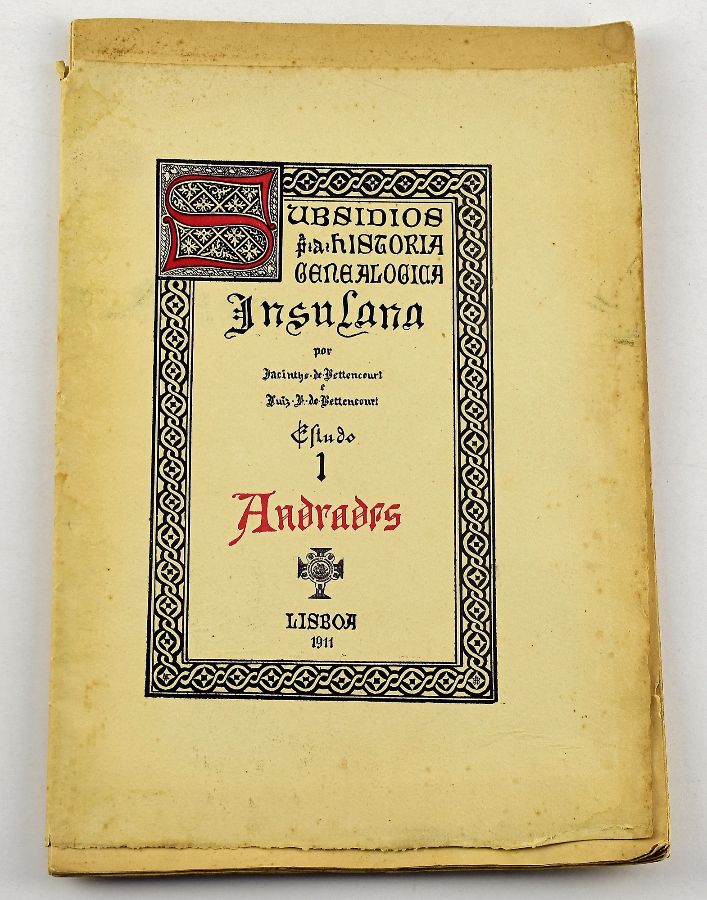 SUBSIDIOS
p.ª a hISTORIA
GENEALOGICA
Insulana
por
Jacintho·de·Bettencourt
e
Luiz·B·de·Bettencourt
Estudo
1
Andrades
LISBOA
1911